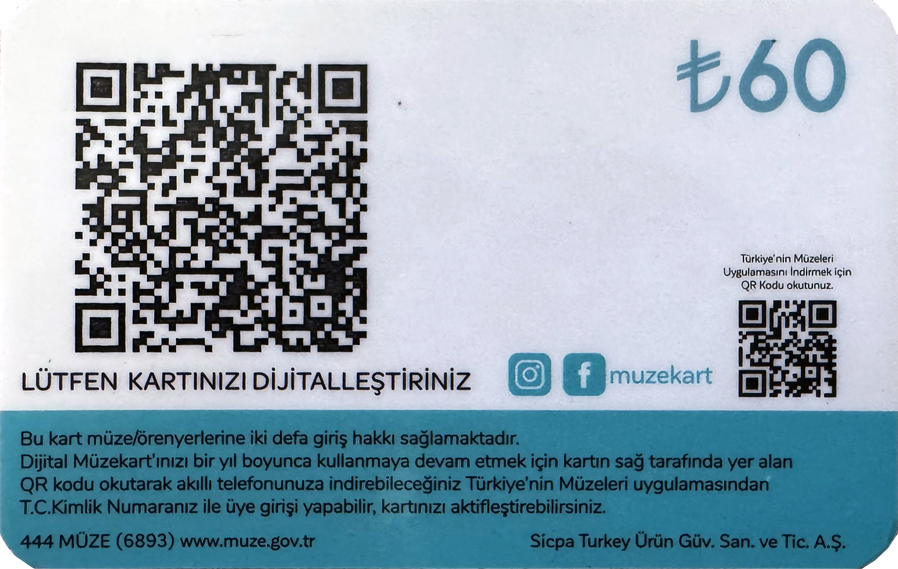 ₺60
Türkiye'nin Müzeleri
Uygulamasını İndirmek için
QR Kodu okutunuz.
LÜTFEN KARTINIZI DİJİTALLEŞTİRİNİZ
muzekart
Bu kart müze/örenyerlerine iki defa giriş hakkı sağlamaktadır.
Dijital Müzekart'ınızı bir yıl boyunca kullanmaya devam etmek için kartın sağ tarafında yer alan
QR kodu okutarak akıllı telefonunuza indirebileceğiniz Türkiye'nin Müzeleri uygulamasından
T.C.Kimlik Numaranız ile üye girişi yapabilir, kartınızı aktifleştirebilirsiniz.
444 MÜZE (6893) www.muze.gov.tr
Sicpa Turkey Ürün Güv. San. ve Tic. A.Ş.